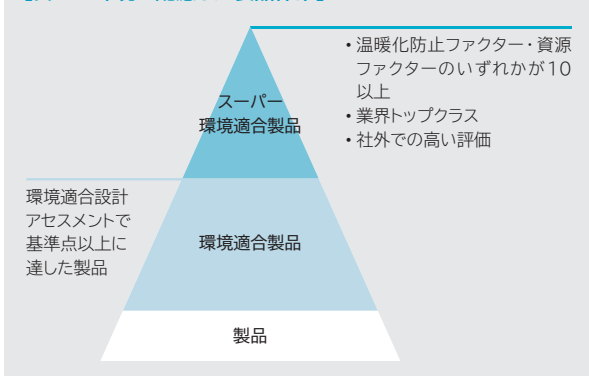 ・温暖化防止ファクター・資源
ファクターのいずれかが10
以上
・業界トップクラス
・社外での高い評価
スーパー
環境適合製品
環境適合設計
アセスメントで
基準点以上に
達した製品
環境適合製品
製品